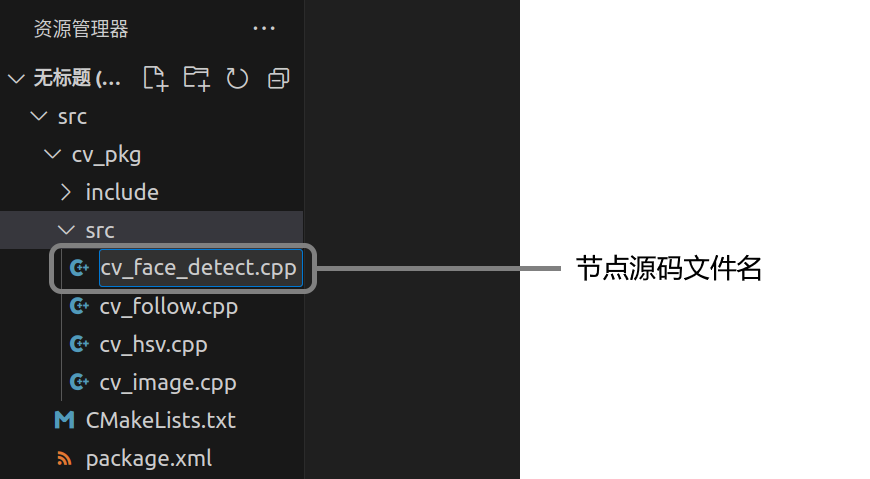 资源管理器
无标题 (...
src
cv_pkg
include
src
cv_face_detect.cpp
节点源码文件名
cv_follow.cpp
cv_hsv.cpp
cv_image.cpp
CMakeLists.txt
package.xml